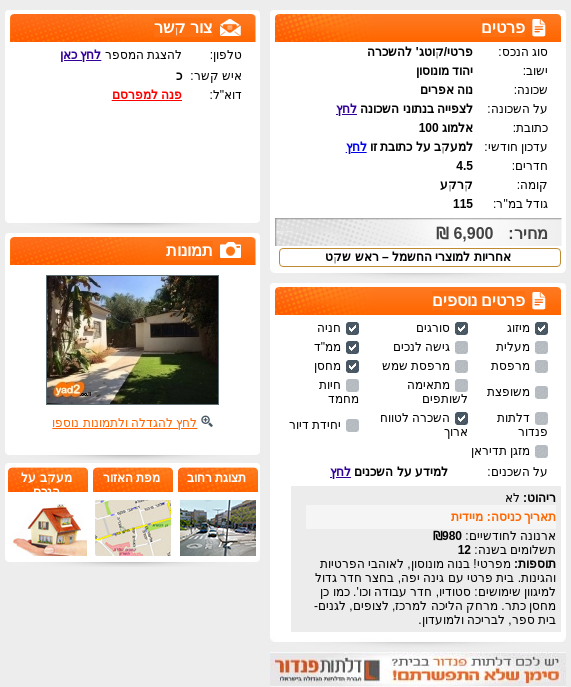 פרטים
סוג הנכס: פרטי/קוטג' להשכרה
ישוב: יהוד מונוסון
שכונה: נוה אפרים
על השכונה: לצפייה בנתוני השכונה לחץ
כתובת: אלמוג 100
עדכון חודשי: למעקב על כתובת זו לחץ
חדרים: 4.5
קומה: קרקע
גודל במ"ר: 115
מחיר: 6,900 ₪
אחריות למוצרי החשמל – ראש שקט
פרטים נוספים
מיזוג סורגים חניה
מעלית גישה לנכים ממ"ד
מרפסת מרפסת שמש מחסן
משופצת מתאימה לשותפים חיות מחמד
דלתות פנדור השכרה לטווח ארוך יחידת דיור
מזגן תדיראן
על השכנים: למידע על השכנים לחץ
ריהוט: לא
תאריך כניסה: מיידית
ארנונה לחודשיים: 980₪
תשלומים בשנה: 12
תוספות: מפרטי! בנוה מונוסון, לאוהבי הפרטיות
והגינות. בית פרטי עם גינה יפה, בחצר חדר גדול
למיגוון שימושים: סטודיו, חדר עבודה וכו'. כמו כן
מחסן כתר. מרחק הליכה למרכז, לצופים, לגנים-
בית ספר, לבריכה ולמועדון.
יש לכם דלתות פנדור בבית?
סימן שלא התפשרתם!
דלתות פנדור
צור קשר
טלפון: להצגת המספר לחץ כאן
איש קשר: כ
דוא"ל: פנה למפרסם
תמונות
yad2
לחץ להגדלה ולתמונות נוספו
תצוגת רחוב
מפת האזור
מעקב על
הנכס